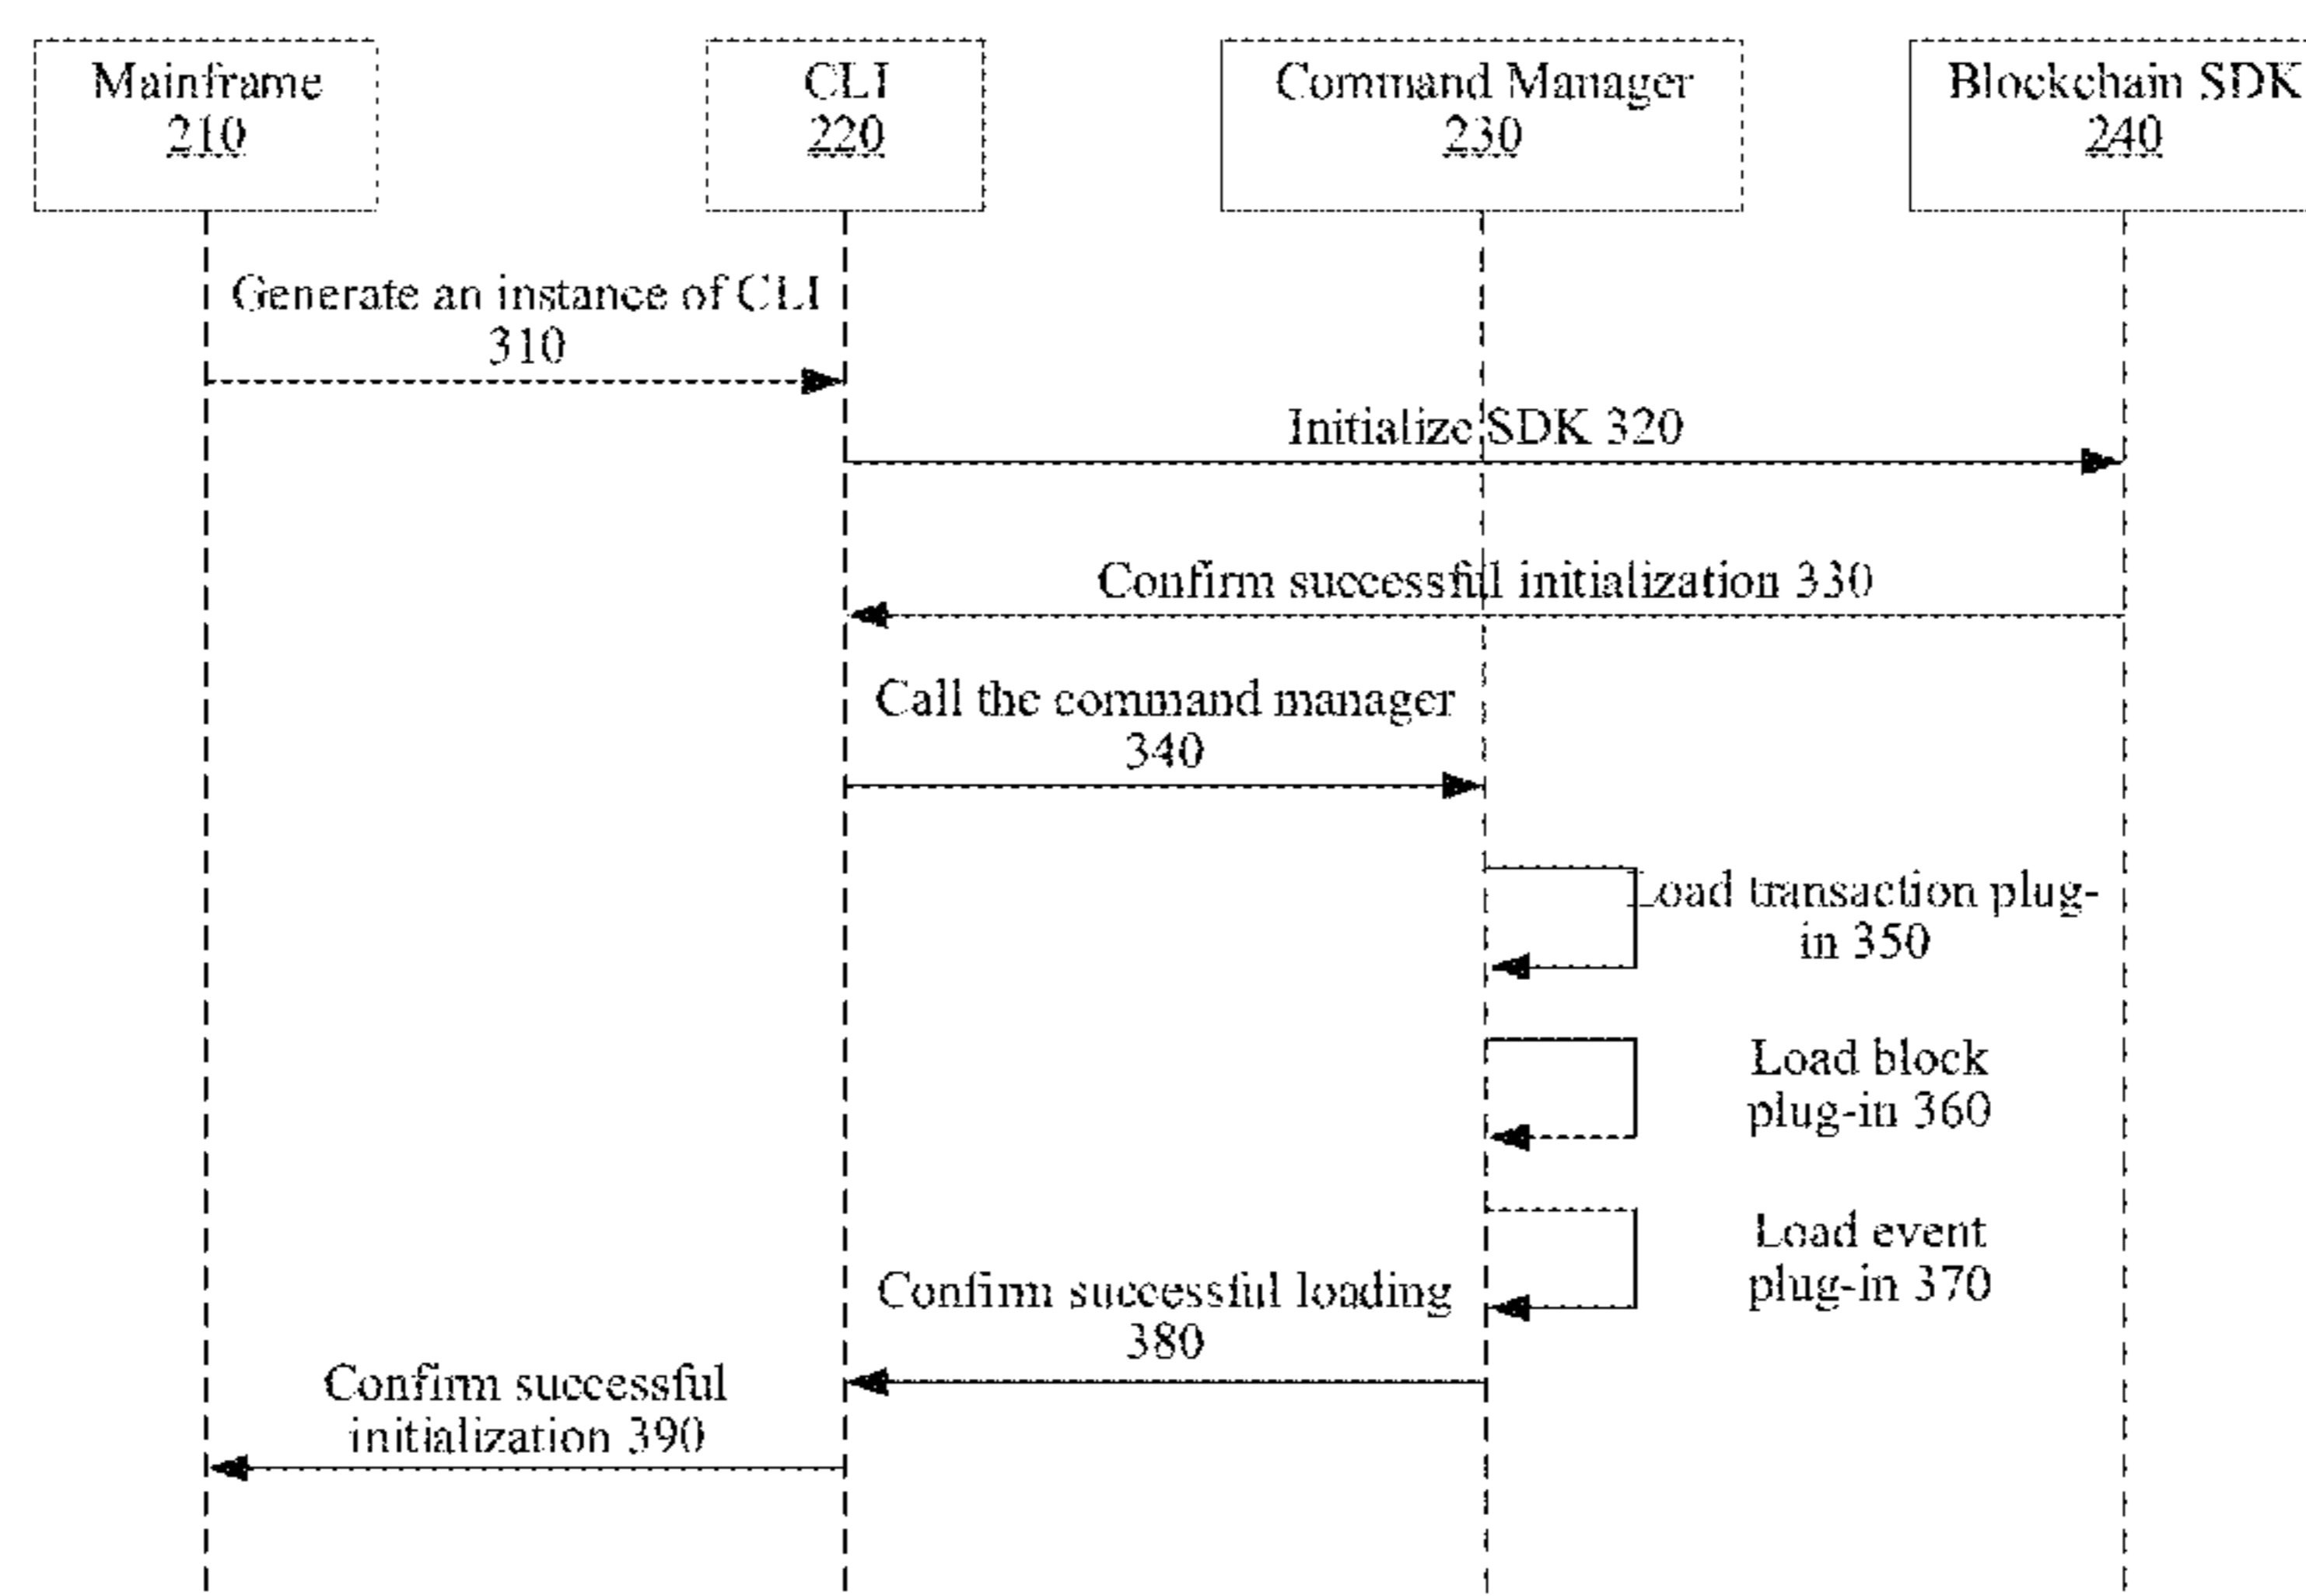 Mainframe
210
CLI
220
Command Manager
230
Blockchain SDK
240
Generate an instance of CLI
310
Initialize SDK 320
Confirm successful initialization 330
Call the command manager
340
Load transaction plug-
in 350
Load block
plug-in 360
Load event
plug-in 370
Confirm successful loading
380
Confirm successful
initialization 390